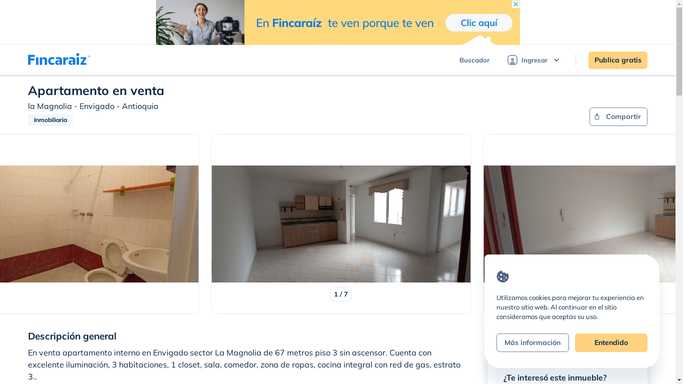 En Fincaraíz te ven porque te ven
Clic aquí
Fincaraiz
Buscador
Ingresar
Publica gratis
Apartamento en venta
la Magnolia - Envigado - Antioquia
Inmobiliaria
Compartir
1 / 7
Utilizamos cookies para mejorar tu experiencia en
nuestro sitio web. Al continuar en el sitio
consideramos que aceptas su uso.
Más información
Entendido
Descripción general
En venta apartamento interno en Envigado sector La Magnolia de 67 metros piso 3 sin ascensor. Cuenta con
excelente iluminación, 3 habitaciones, 1 closet, sala, comedor, zona de ropas, cocina integral con red de gas, estrato
3..
¿Te interesó este inmueble?